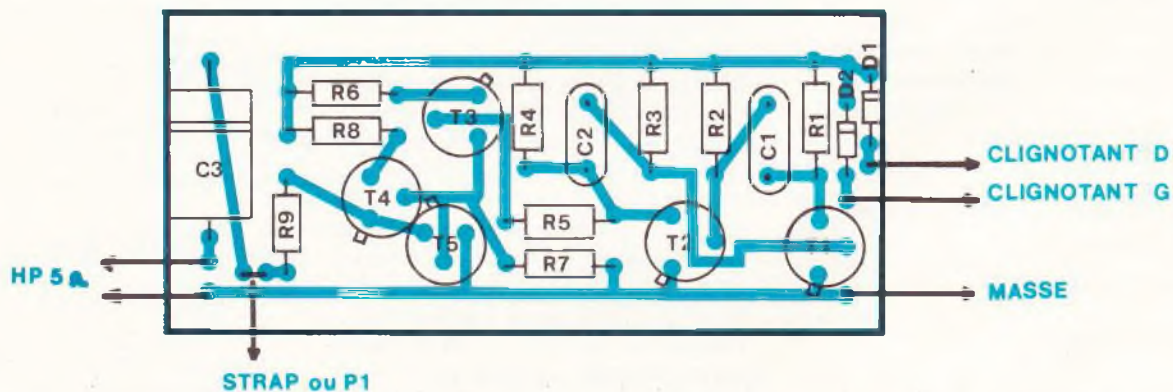 D1
D2
R6
T3
R4
C2
R3
R2
C1
R1
R8
C3
T4
R9
T5
R5
T2
R7
CLIGNOTANT D
CLIGNOTANT G
HP 5Ω
MASSE
STRAP ou P1